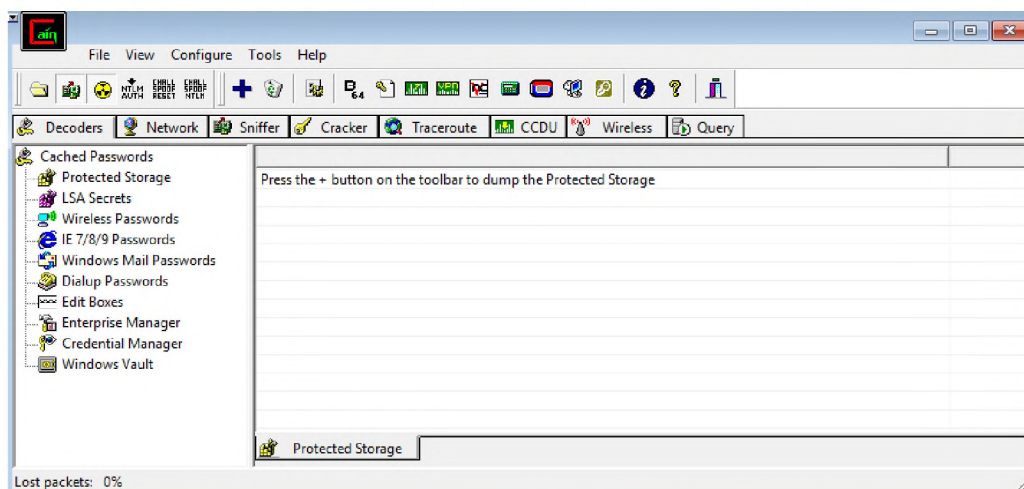 Cain
File View Configure Tools Help
NTLM AUTH CHALL SPOOF RESET CHALL SPOOF NTLM B64
Decoders Network Sniffer Cracker Traceroute CCDU Wireless Query
Cached Passwords
Protected Storage
LSA Secrets
Wireless Passwords
IE 7/8/9 Passwords
Windows Mail Passwords
Dialup Passwords
Edit Boxes
Enterprise Manager
Credential Manager
Windows Vault
Press the + button on the toolbar to dump the Protected Storage
Protected Storage
Lost packets: 0%